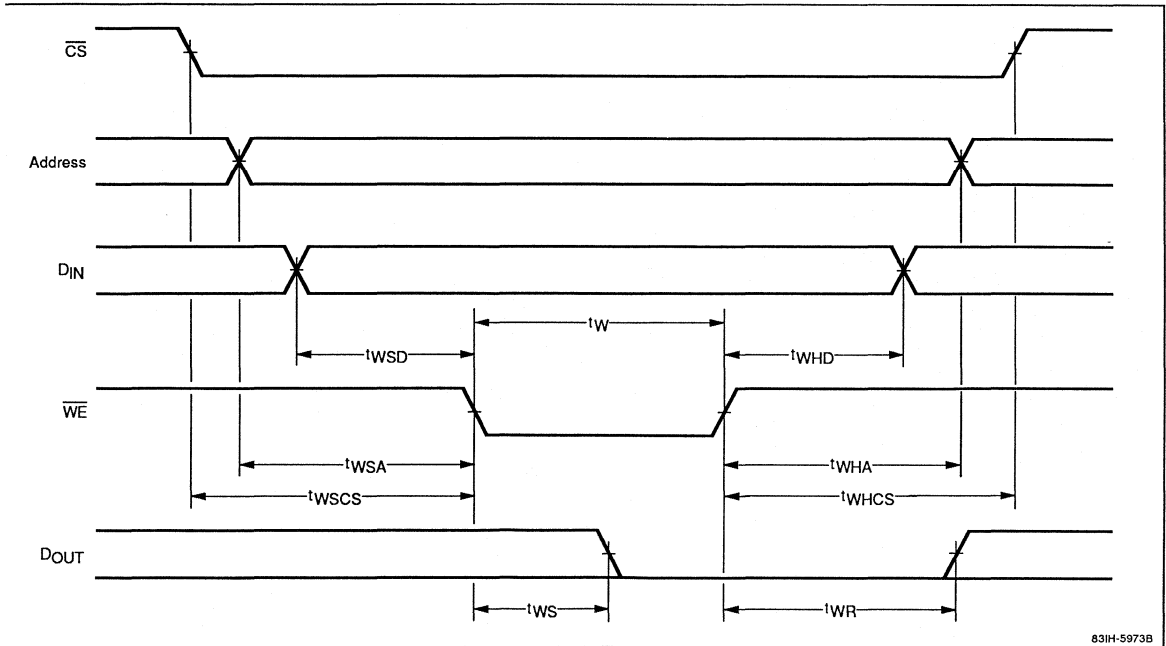 CS
Address
DIN
tW
tWSD
tWHD
WE
tWSA
tWHA
tWSCS
tWHCS
DOUT
tWS
tWR
83IH-5973B